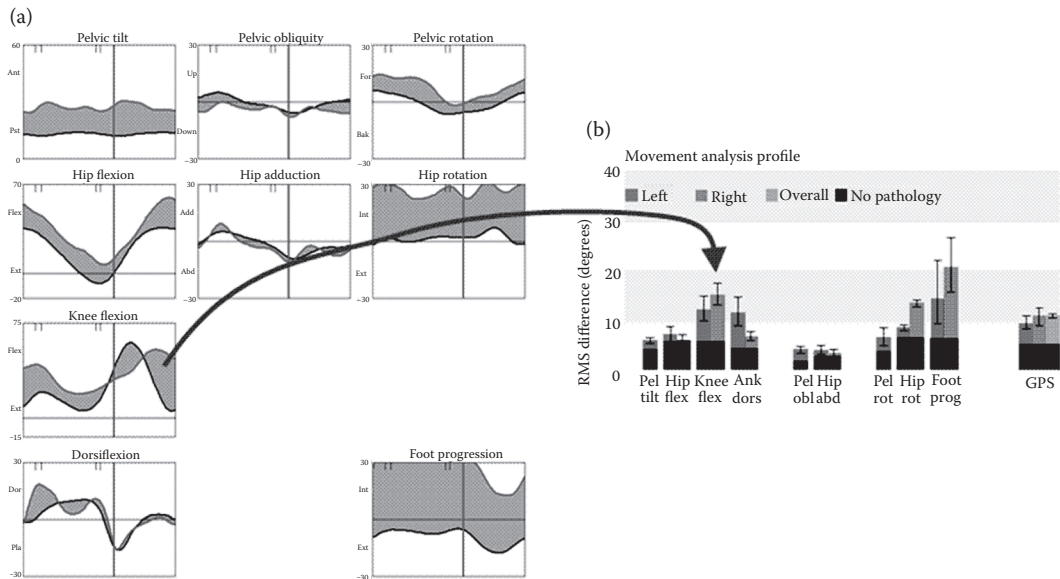 (a)
Pelvic tilt
60
Ant
Pst
0
Pelvic obliquity
30
Up
Down
−30
Pelvic rotation
30
For
Bak
−30
Hip flexion
70
Flex
Ext
−20
Hip adduction
30
Add
Abd
−30
Hip rotation
30
Int
Ext
−30
Knee flexion
75
Flex
Ext
−15
Dorsiflexion
30
Dor
Pla
−30
Foot progression
30
Int
Ext
−30
(b)
Movement analysis profile
RMS difference (degrees)
40
30
20
10
0
Left Right Overall No pathology
Pel Hip Knee Ank Pel Hip Pel Hip Foot GPS
tilt flex flex dors obl abd rot rot prog